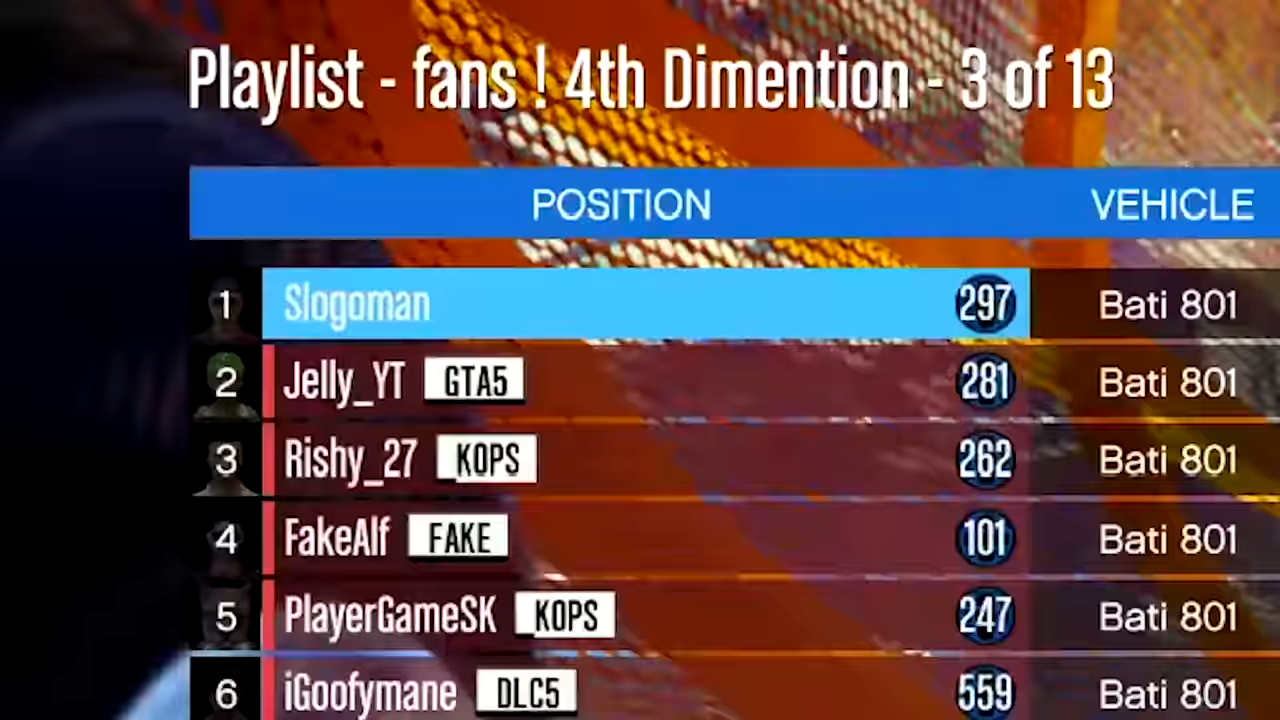 Playlist - fans ! 4th Dimention - 3 of 13
POSITION VEHICLE
1 Slogoman 297 Bati 801
2 Jelly_YT GTA5 281 Bati 801
3 Rishy_27 KOPS 262 Bati 801
4 FakeAlf FAKE 101 Bati 801
5 PlayerGameSK KOPS 247 Bati 801
6 iGoofymane DLC5 559 Bati 801